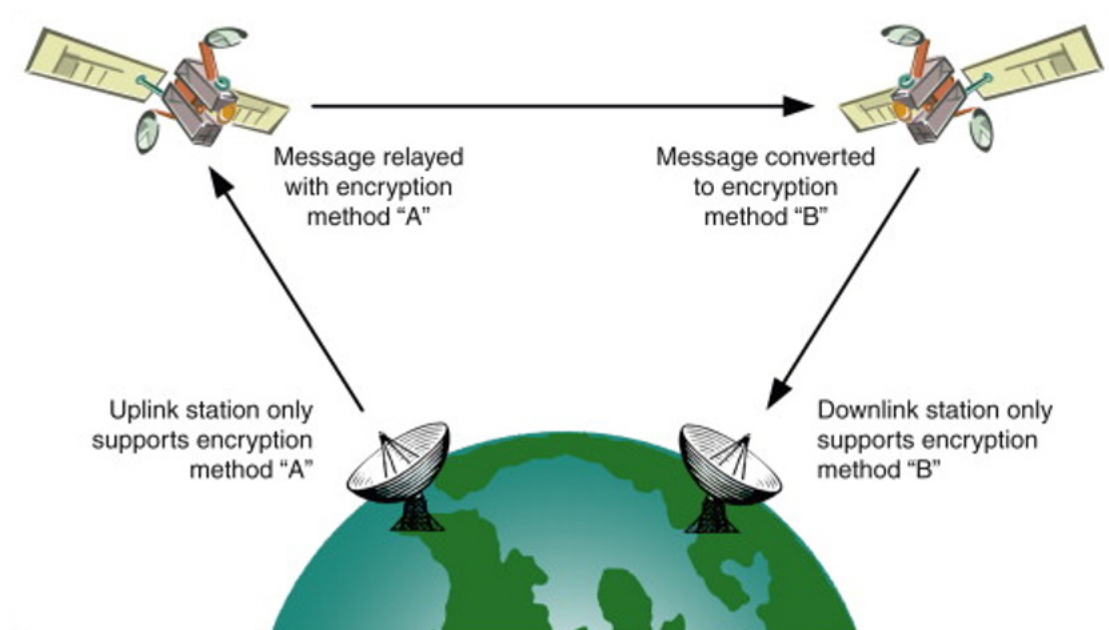 Message relayed
with encryption
method “A”
Message converted
to encryption
method “B”
Uplink station only
supports encryption
method “A”
Downlink station only
supports encryption
method “B”